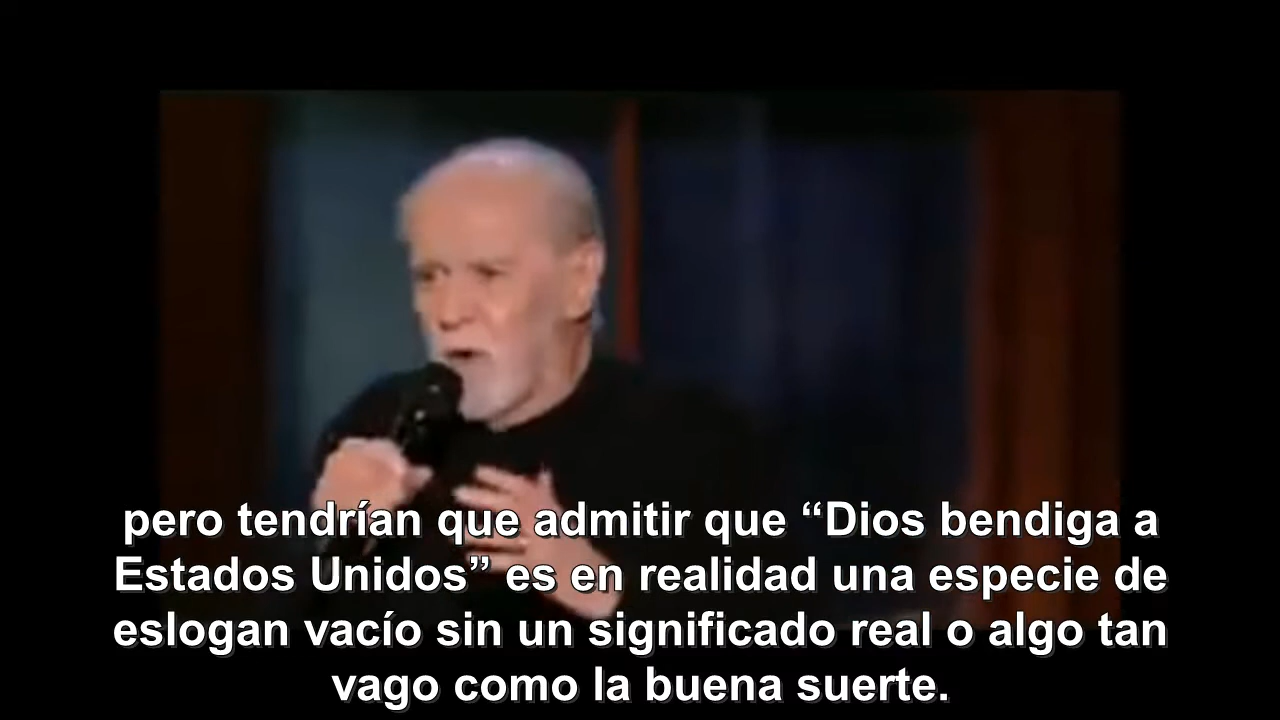 pero tendrían que admitir que “Dios bendiga a
Estados Unidos” es en realidad una especie de
eslogan vacío sin un significado real o algo tan
vago como la buena suerte.